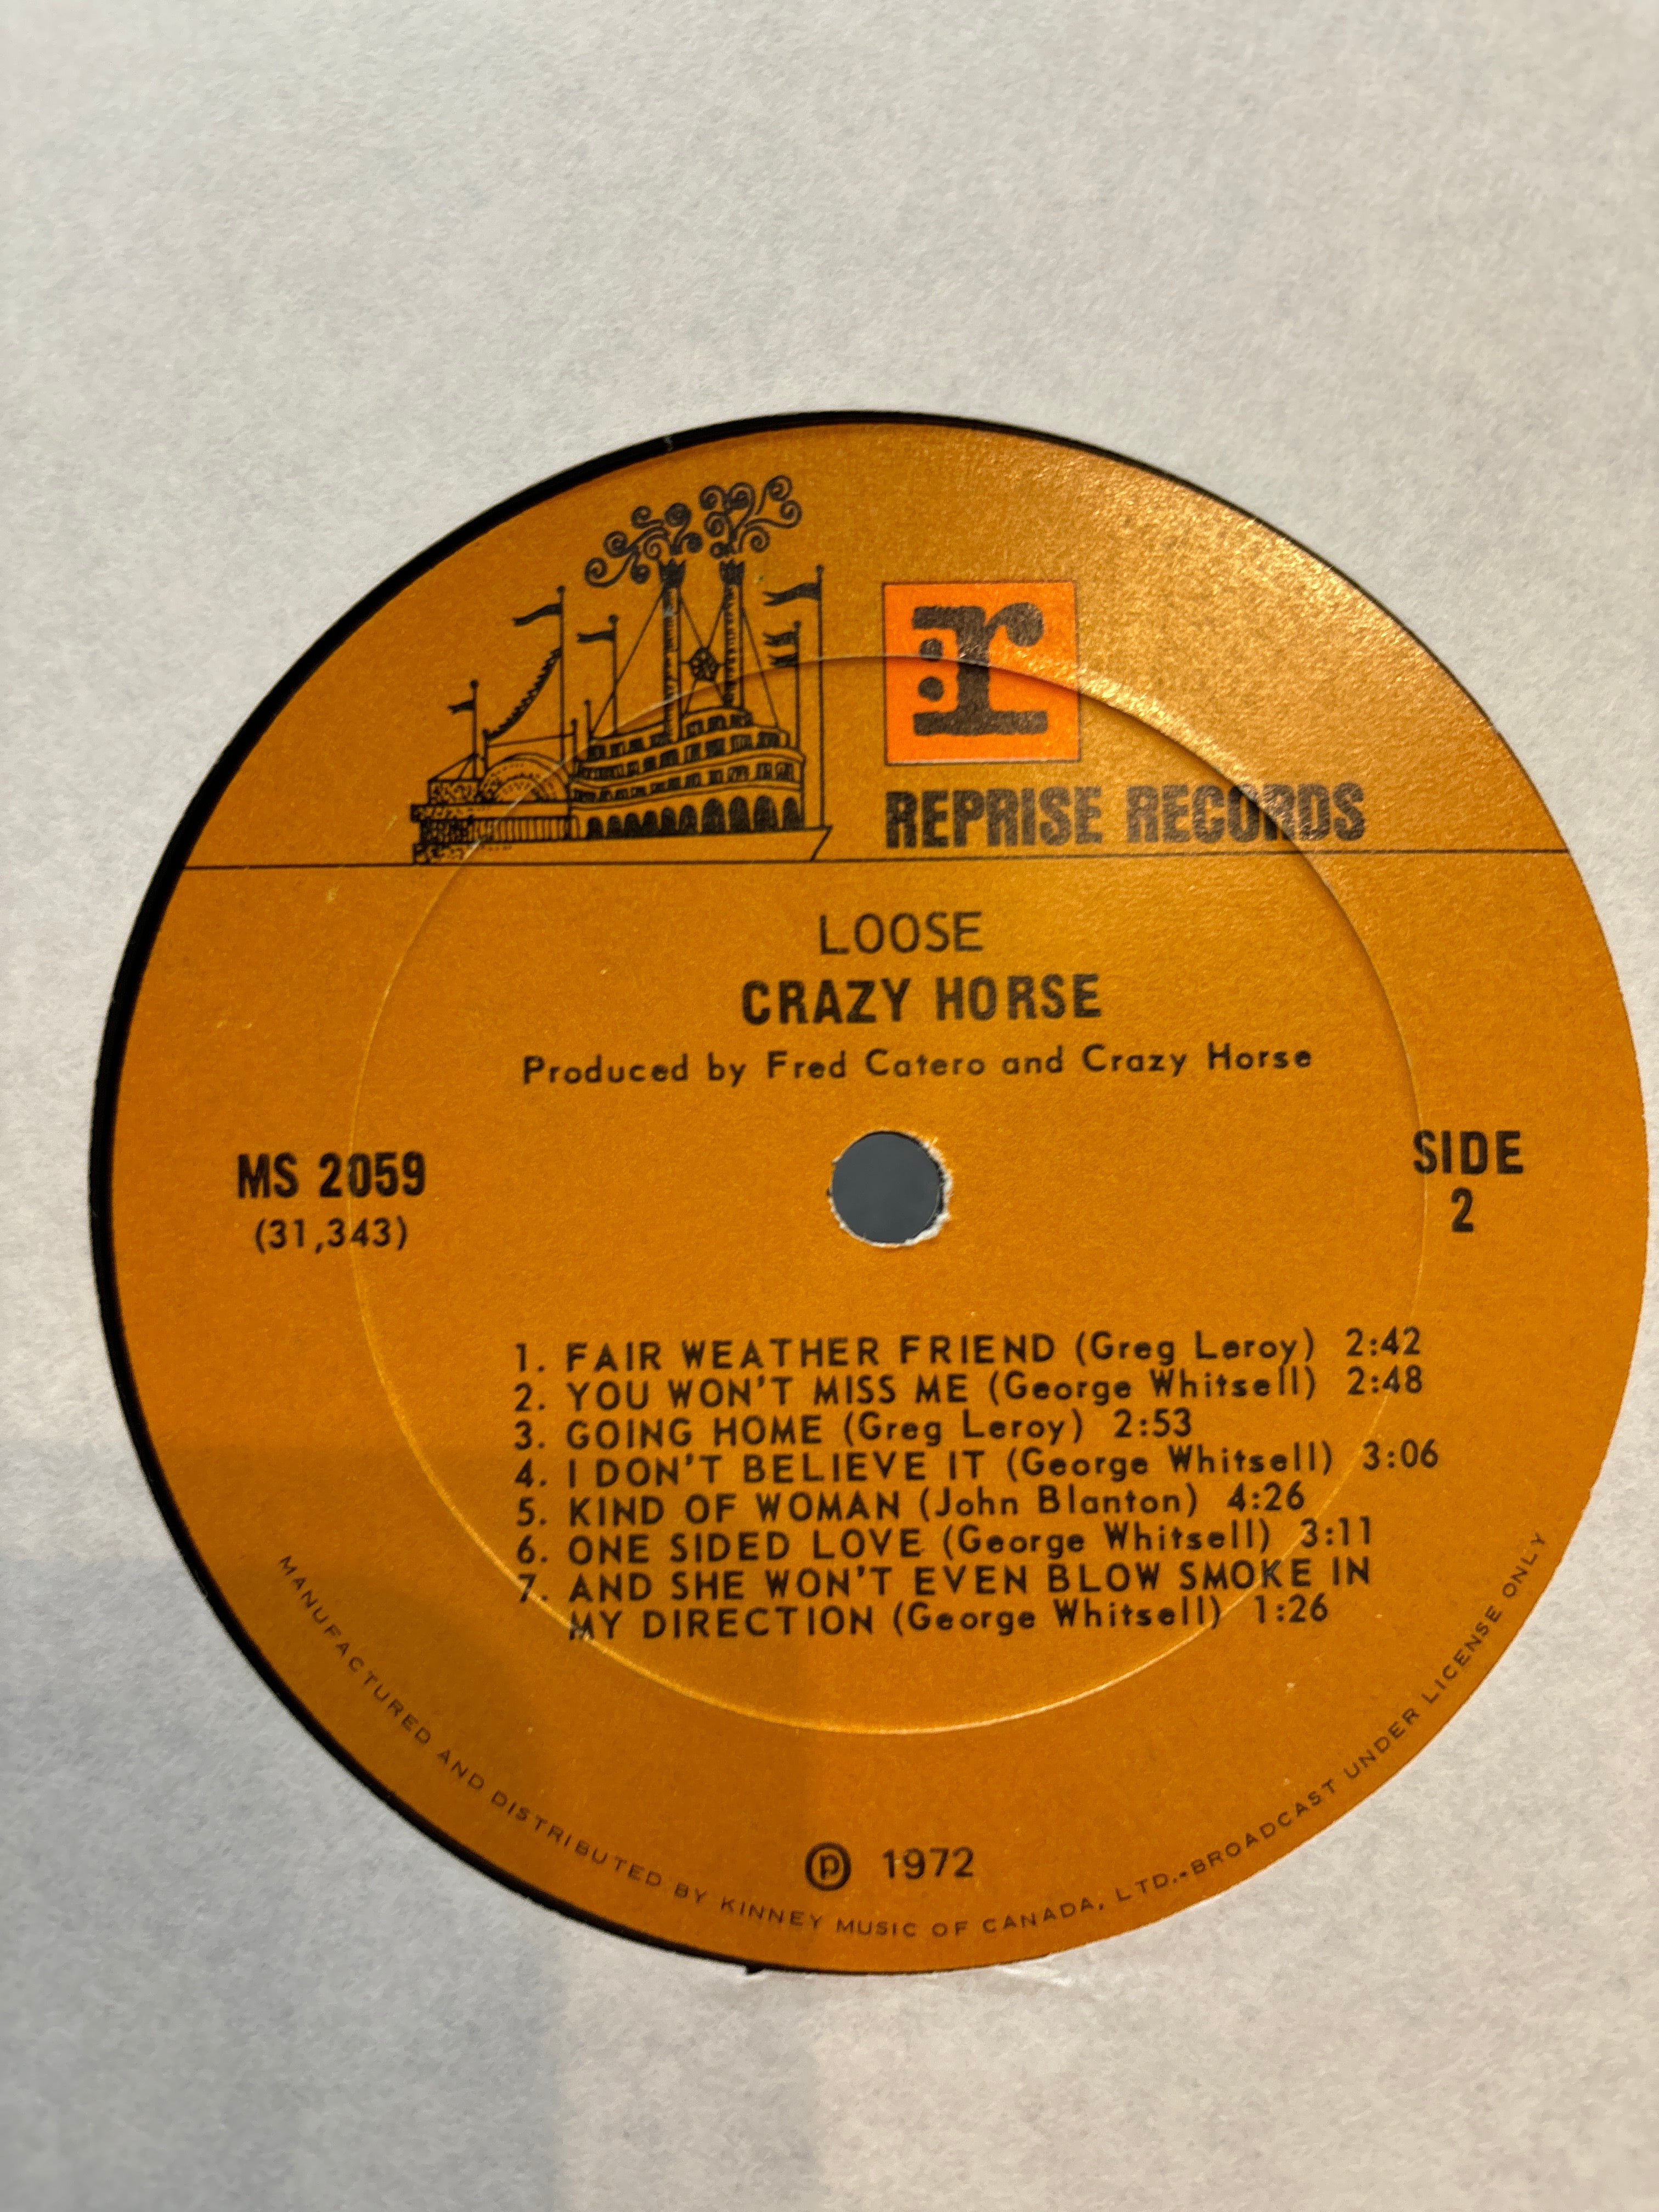 r:
REPRISE RECORDS
LOOSE
CRAZY HORSE
Produced by Fred Catero and Crazy Horse
MS 2059
(31,343)
SIDE
2
1. FAIR WEATHER FRIEND (Greg Leroy) 2:42
2. YOU WON'T MISS ME (George Whitsell) 2:48
3. GOING HOME (Greg Leroy) 2:53
4. I DON'T BELIEVE IT (George Whitsell) 3:06
5. KIND OF WOMAN (John Blanton) 4:26
6. ONE SIDED LOVE (George Whitsell) 3:11
7. AND SHE WON'T EVEN BLOW SMOKE IN
MY DIRECTION (George Whitsell) 1:26
℗ 1972
MANUFACTURED AND DISTRIBUTED BY KINNEY MUSIC OF CANADA, LTD.•BROADCAST UNDER LICENSE ONLY